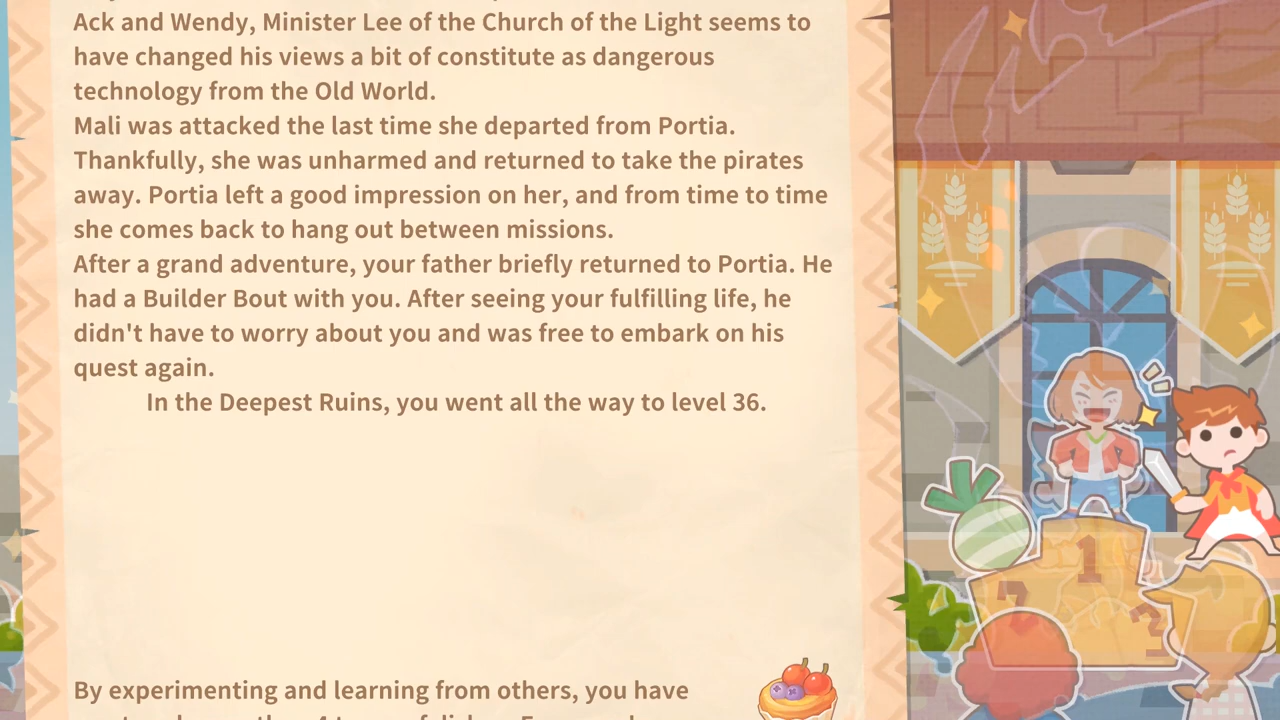 Ack and Wendy, Minister Lee of the Church of the Light seems to
have changed his views a bit of constitute as dangerous
technology from the Old World.
Mali was attacked the last time she departed from Portia.
Thankfully, she was unharmed and returned to take the pirates
away. Portia left a good impression on her, and from time to time
she comes back to hang out between missions.
After a grand adventure, your father briefly returned to Portia. He
had a Builder Bout with you. After seeing your fulfilling life, he
didn't have to worry about you and was free to embark on his
quest again.
In the Deepest Ruins, you went all the way to level 36.
1
2
3
By experimenting and learning from others, you have